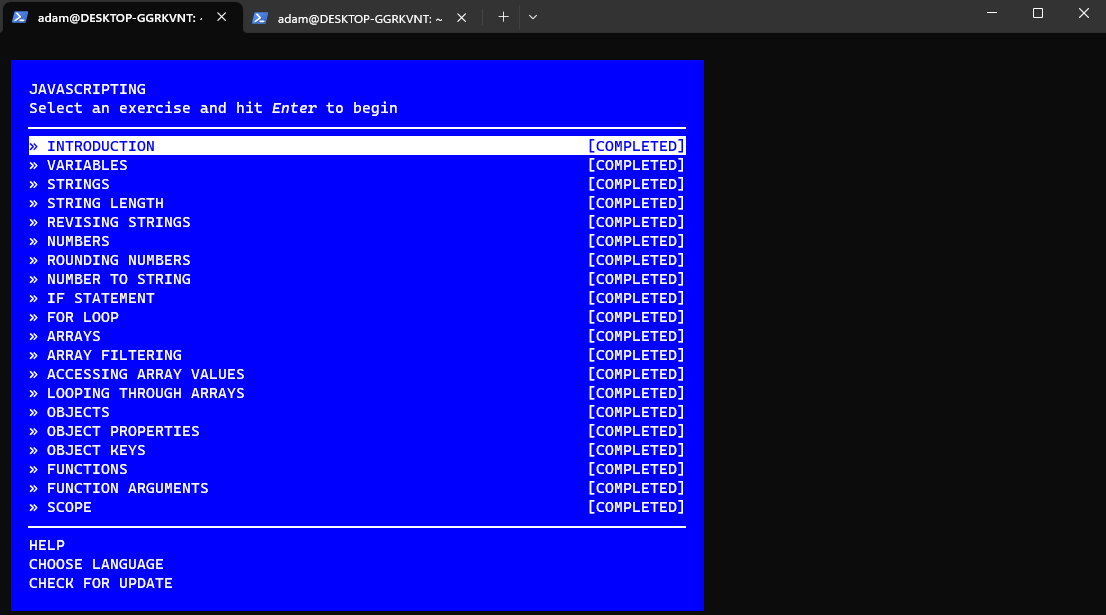 adam@DESKTOP-GGRKVNT: ~
adam@DESKTOP-GGRKVNT: ~
JAVASCRIPTING
Select an exercise and hit Enter to begin
» INTRODUCTION [COMPLETED]
» VARIABLES [COMPLETED]
» STRINGS [COMPLETED]
» STRING LENGTH [COMPLETED]
» REVISING STRINGS [COMPLETED]
» NUMBERS [COMPLETED]
» ROUNDING NUMBERS [COMPLETED]
» NUMBER TO STRING [COMPLETED]
» IF STATEMENT [COMPLETED]
» FOR LOOP [COMPLETED]
» ARRAYS [COMPLETED]
» ARRAY FILTERING [COMPLETED]
» ACCESSING ARRAY VALUES [COMPLETED]
» LOOPING THROUGH ARRAYS [COMPLETED]
» OBJECTS [COMPLETED]
» OBJECT PROPERTIES [COMPLETED]
» OBJECT KEYS [COMPLETED]
» FUNCTIONS [COMPLETED]
» FUNCTION ARGUMENTS [COMPLETED]
» SCOPE [COMPLETED]
HELP
CHOOSE LANGUAGE
CHECK FOR UPDATE